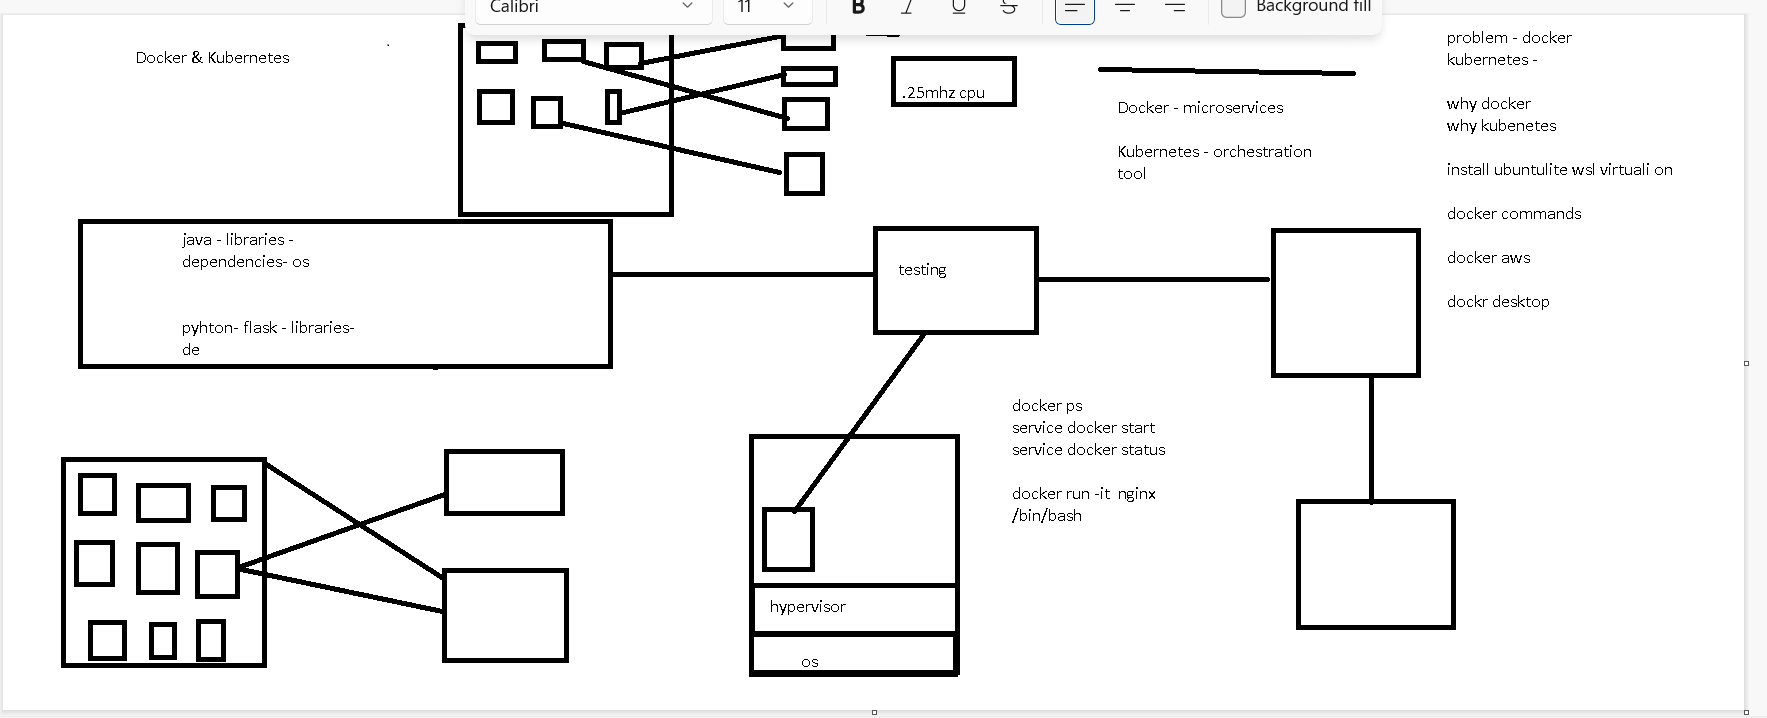 Calibri
11
B I U S
Background fill
Docker & Kubernetes
.25mhz cpu
Docker - microservices
Kubernetes - orchestration
tool
problem - docker
kubernetes -
why docker
why kubenetes
install ubuntulite wsl virtuali on
docker commands
docker aws
dockr desktop
java - libraries -
dependencies- os
pyhton- flask - libraries-
de
testing
docker ps
service docker start
service docker status
docker run -it nginx
/bin/bash
hypervisor
os